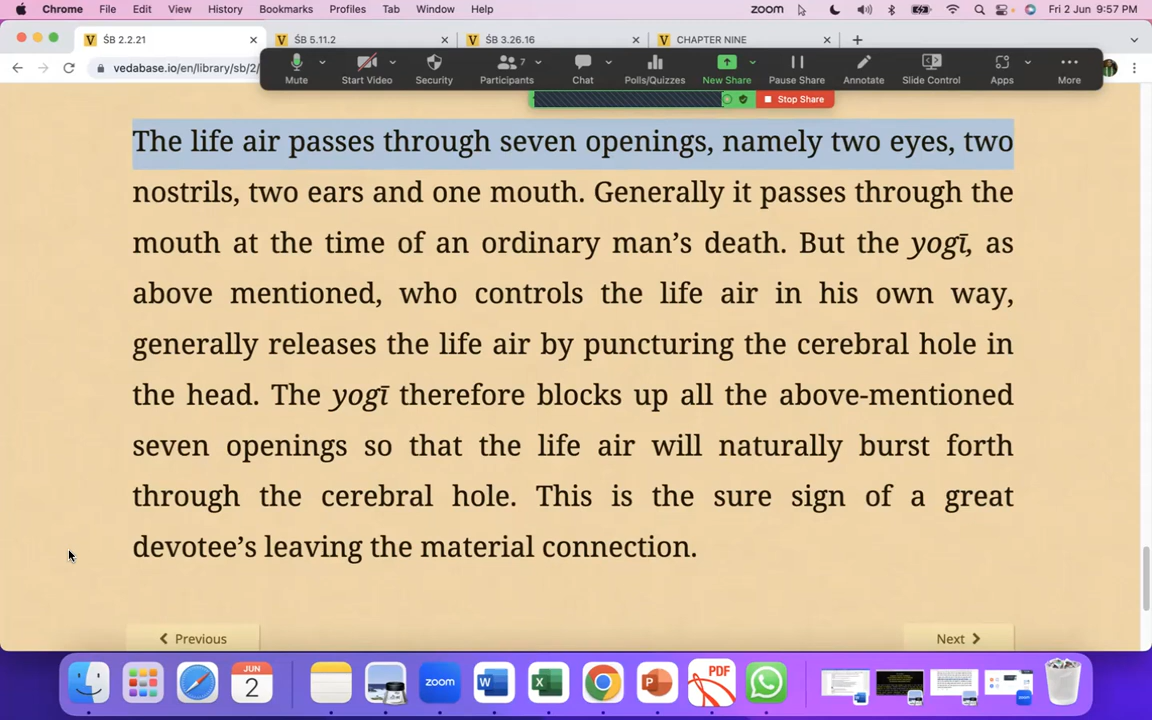 Chrome File Edit View History Bookmarks Profiles Tab Window Help zoom Fri 2 Jun 9:57 PM
ŚB 2.2.21 ŚB 5.11.2 ŚB 3.26.16 CHAPTER NINE
vedabase.io/en/library/sb/2/
Mute Start Video Security Participants 7 Chat Polls/Quizzes New Share Pause Share Annotate Slide Control Apps More
Stop Share
The life air passes through seven openings, namely two eyes, two
nostrils, two ears and one mouth. Generally it passes through the
mouth at the time of an ordinary man’s death. But the yogī, as
above mentioned, who controls the life air in his own way,
generally releases the life air by puncturing the cerebral hole in
the head. The yogī therefore blocks up all the above-mentioned
seven openings so that the life air will naturally burst forth
through the cerebral hole. This is the sure sign of a great
devotee’s leaving the material connection.
Previous Next
JUN
2
zoom
W X P PDF